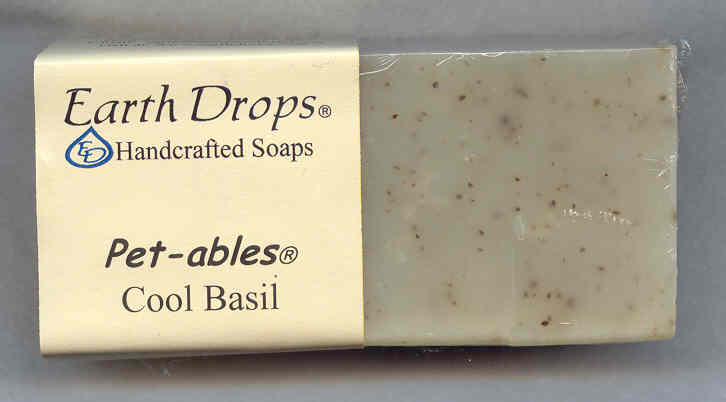 Earth Drops®
ED Handcrafted Soaps
Pet-ables®
Cool Basil